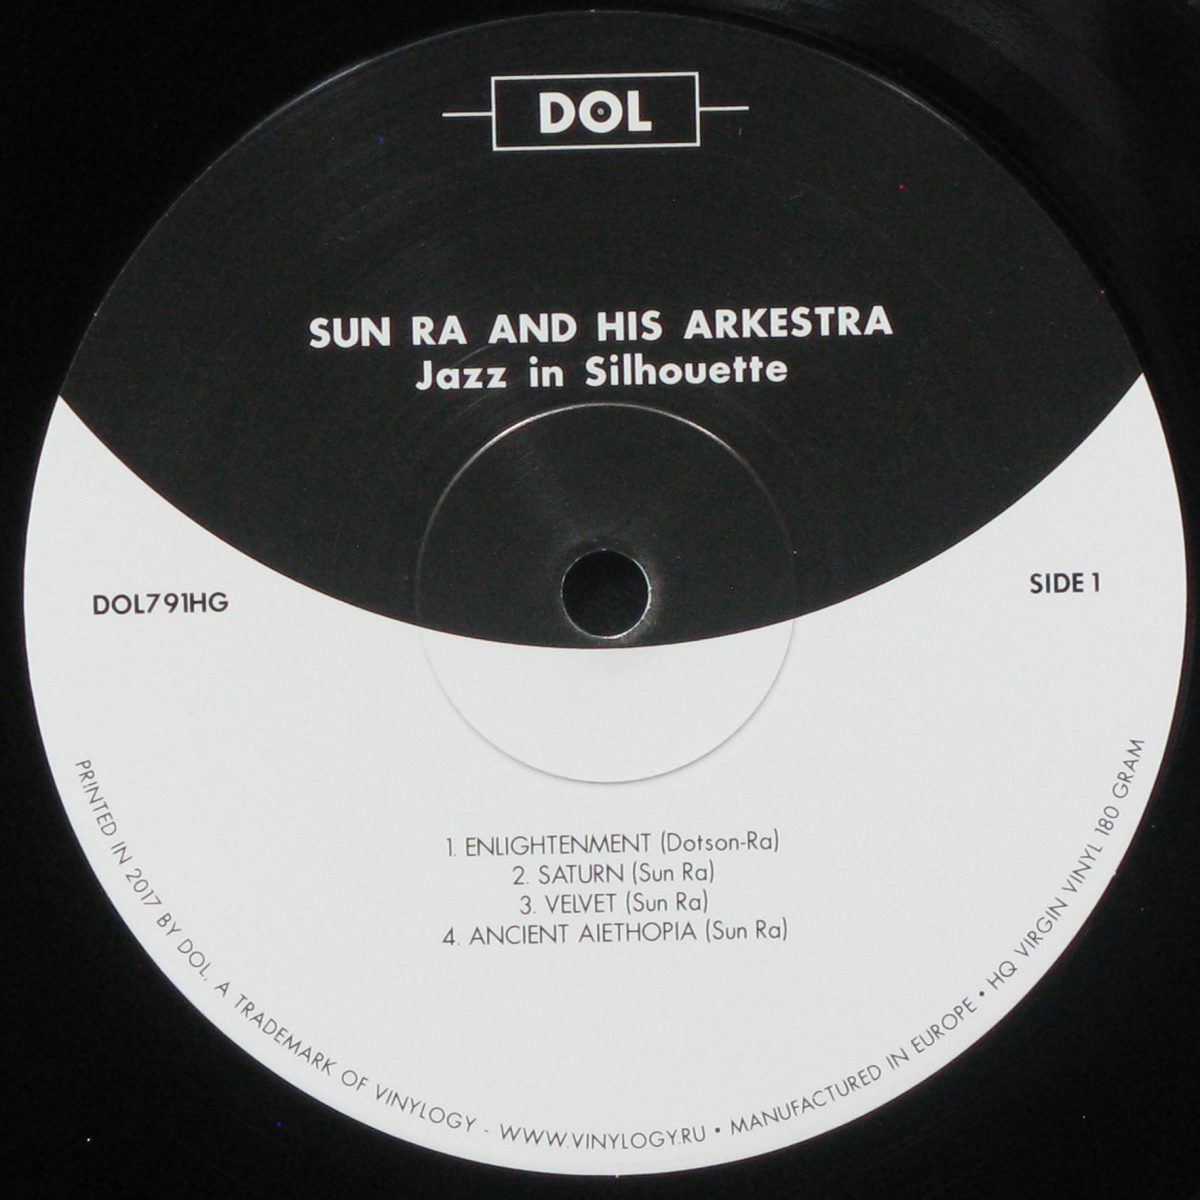 DOL
SUN RA AND HIS ARKESTRA
Jazz in Silhouette
DOL791HG
SIDE 1
1. ENLIGHTENMENT (Dotson-Ra)
2. SATURN (Sun Ra)
3. VELVET (Sun Ra)
4. ANCIENT AIETHOPIA (Sun Ra)
PRINTED IN 2017 BY DOL, A TRADEMARK OF VINYLOGY - WWW.VINYLOGY.RU • MANUFACTURED IN EUROPE • HQ VIRGIN VINYL 180 GRAM